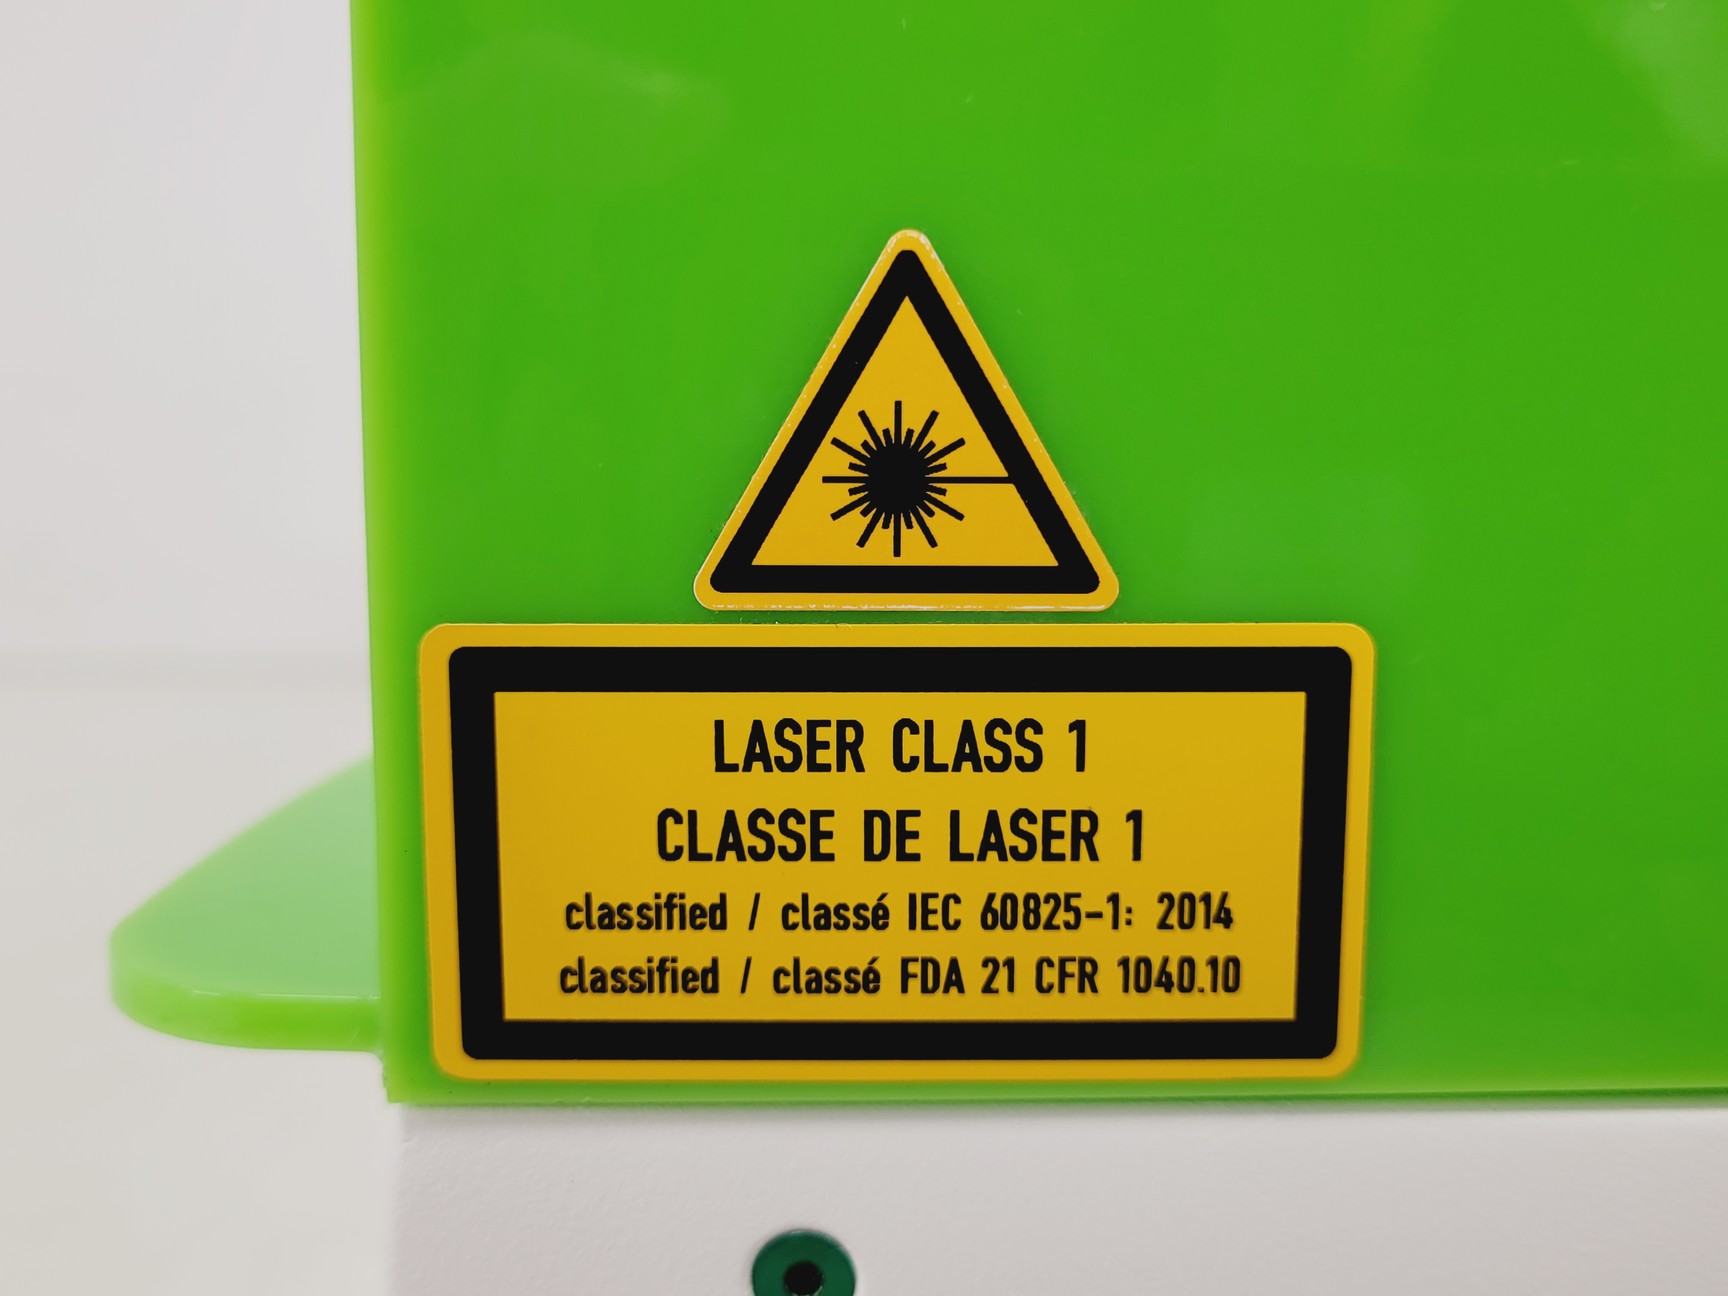 LASER CLASS 1
CLASSE DE LASER 1
classified / classé IEC 60825-1: 2014
classified / classé FDA 21 CFR 1040.10